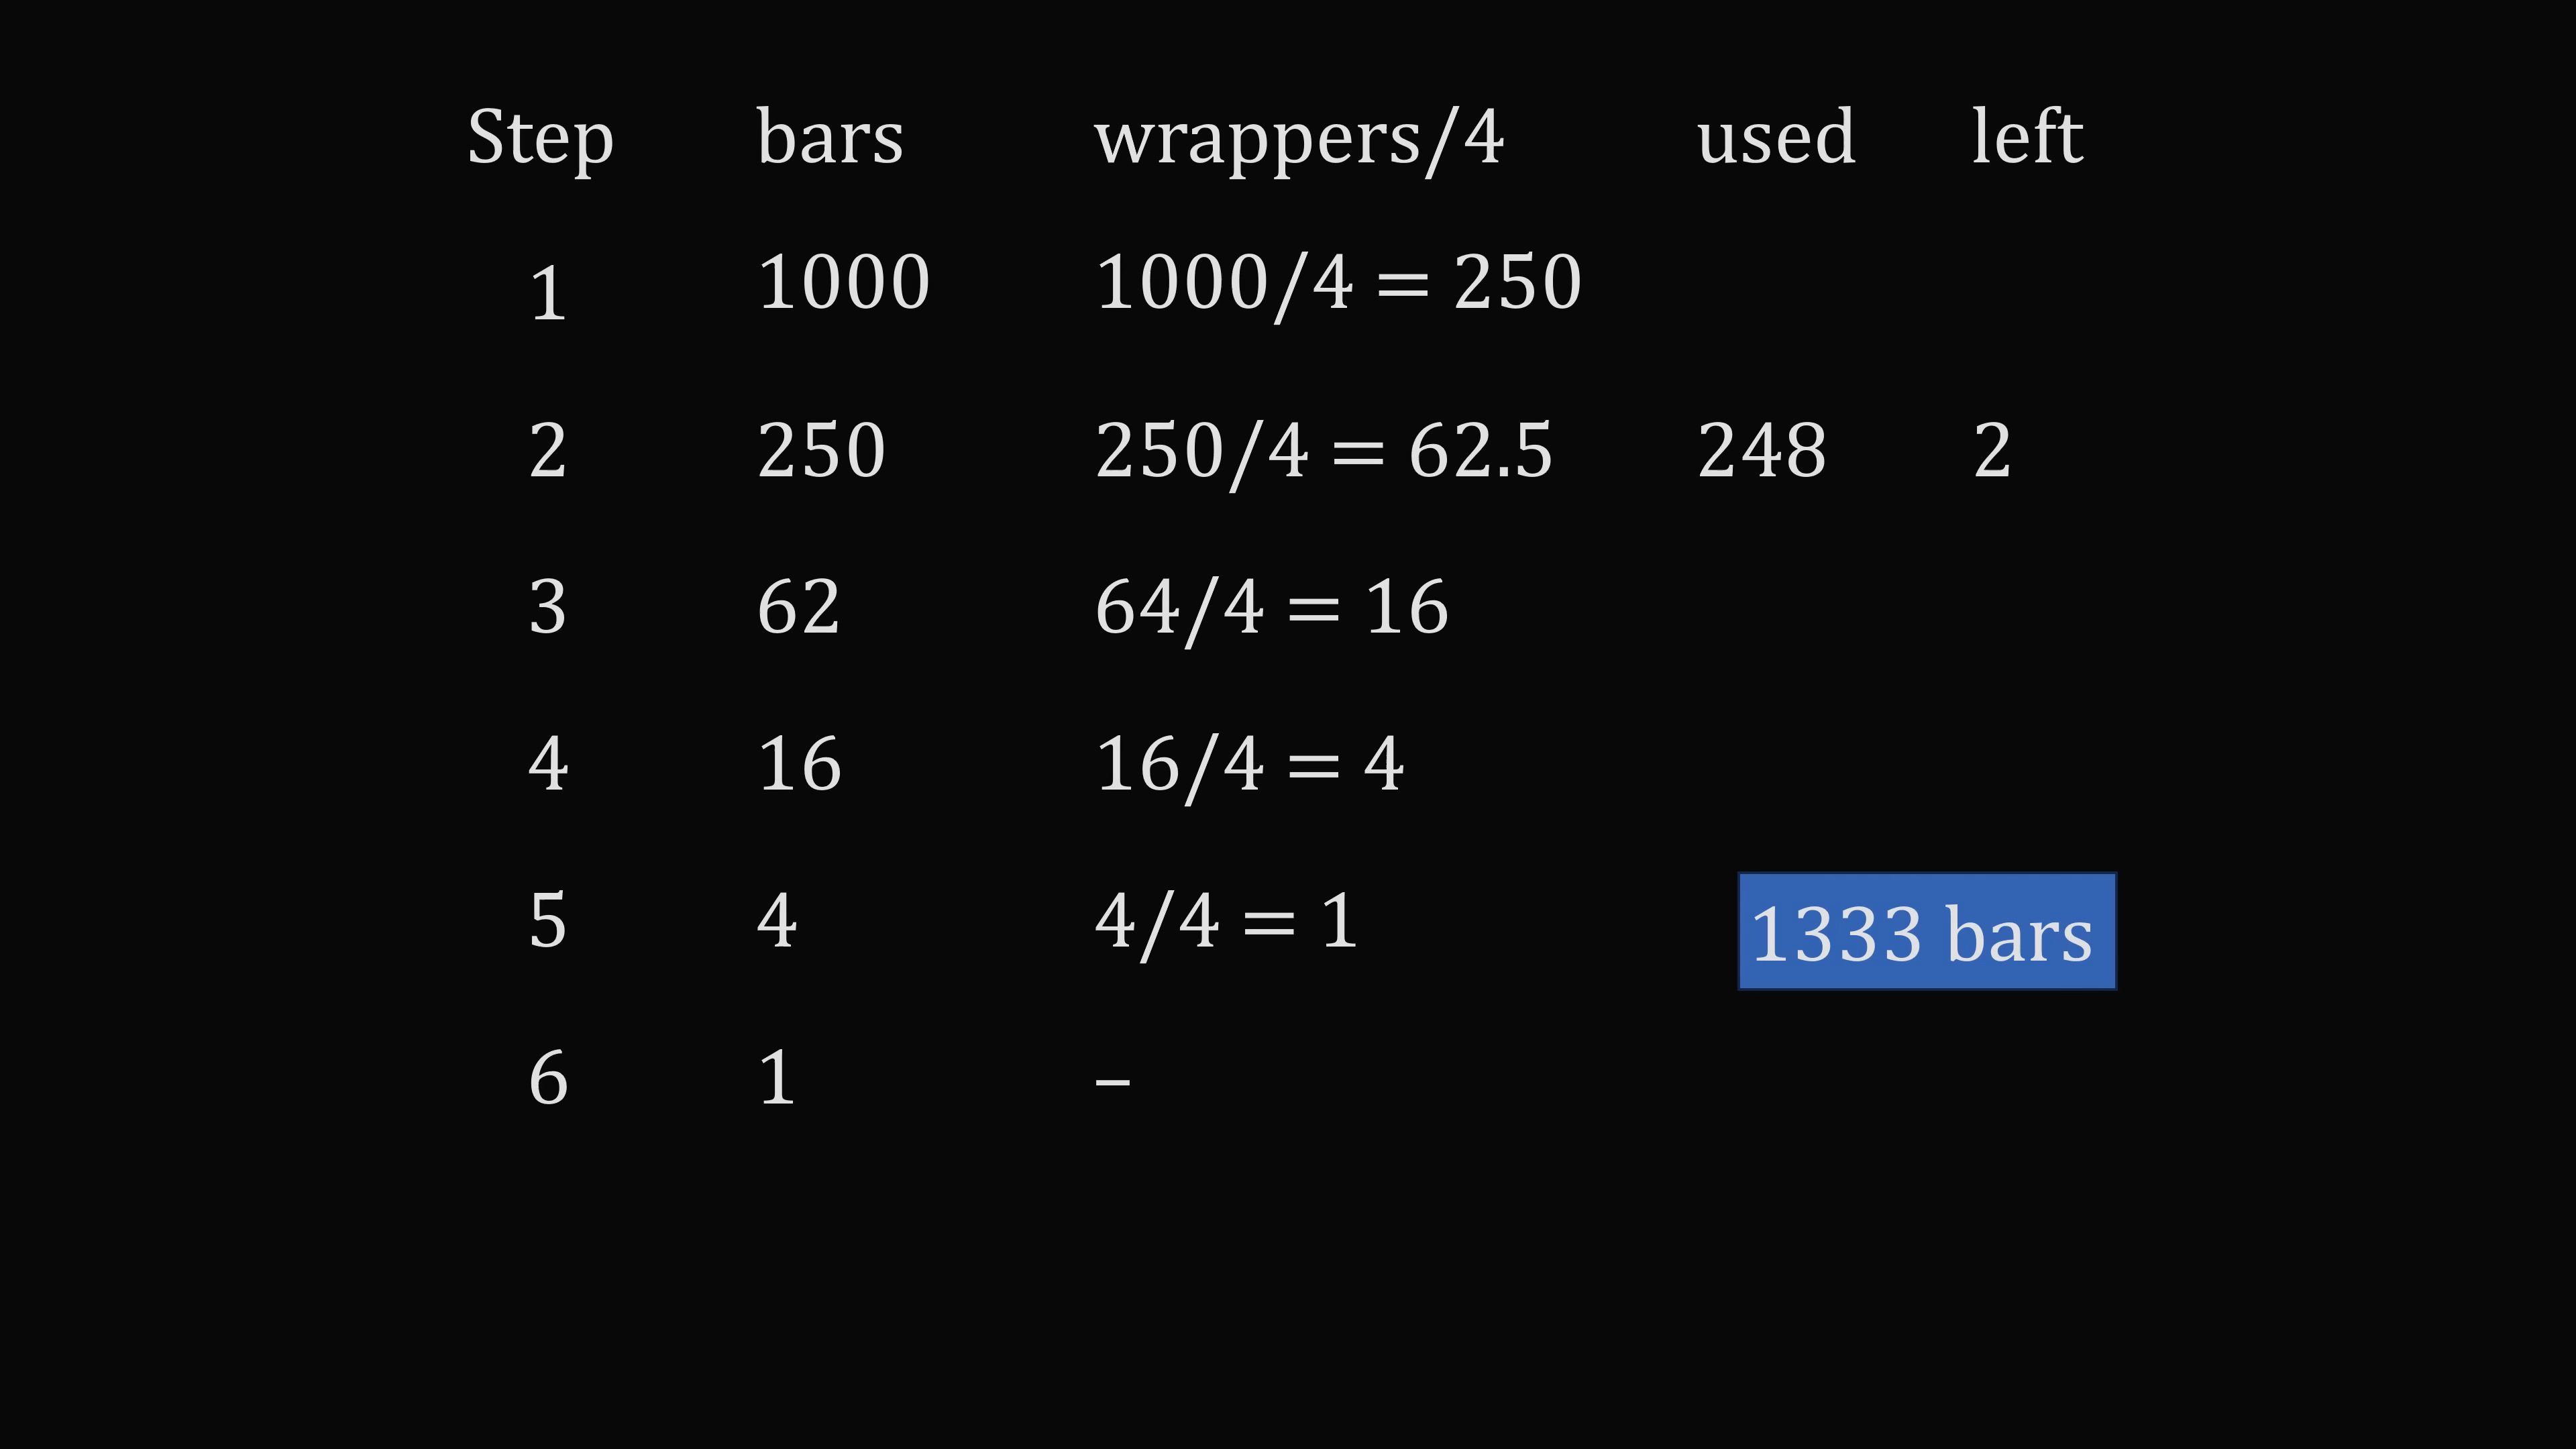 Step bars wrappers/4 used left
1 1000 1000/4 = 250
2 250 250/4 = 62.5 248 2
3 62 64/4 = 16
4 16 16/4 = 4
5 4 4/4 = 1 1333 bars
6 1 –